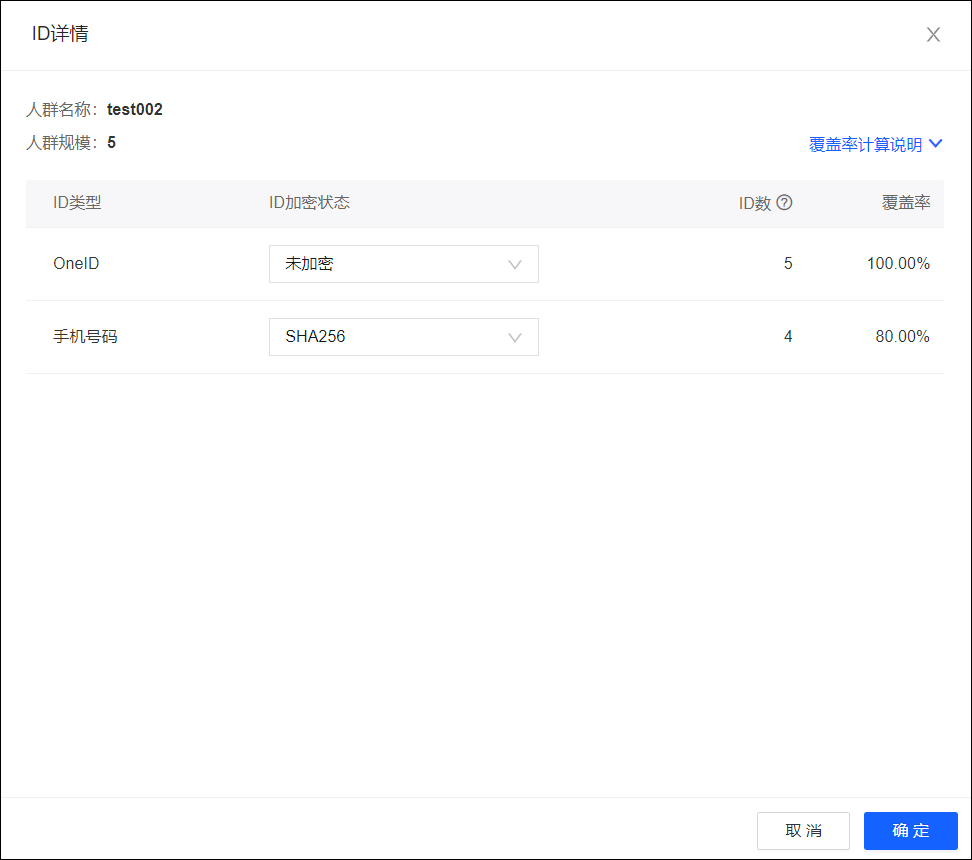 ID详情
人群名称：test002
人群规模：5
覆盖率计算说明
ID类型 ID加密状态 ID数 覆盖率
OneID 未加密 5 100.00%
手机号码 SHA256 4 80.00%
取 消 确 定